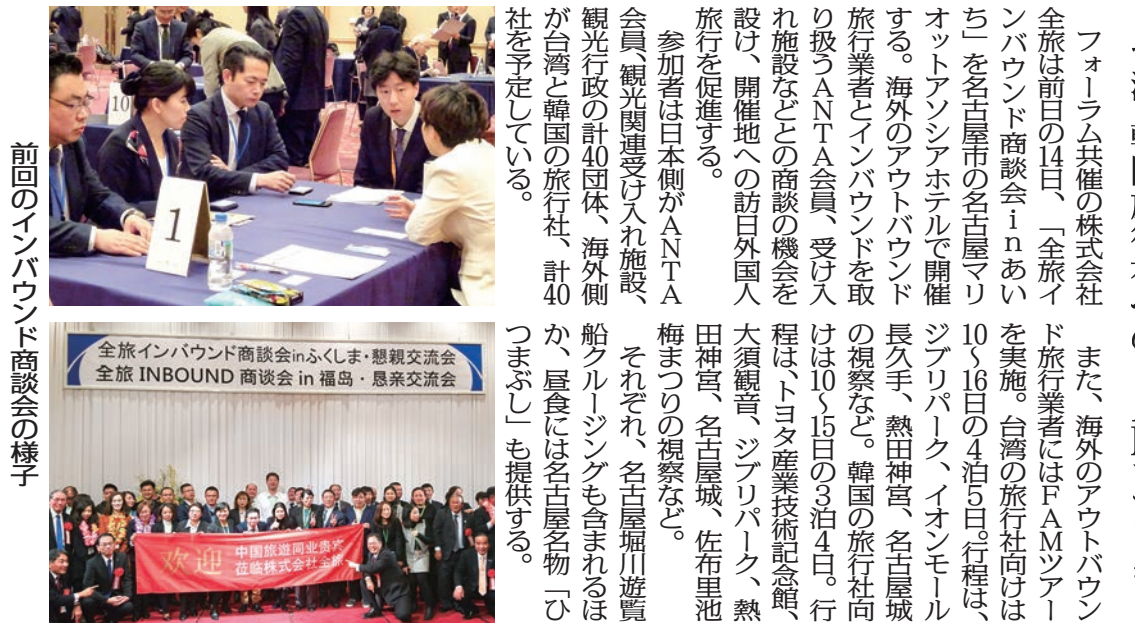 フォーラム共催の株式会社
全旅は前日の14日、「全旅イ
ンバウンド商談会inあい
ち」を名古屋市の名古屋マリ
オットアソシアホテルで開催
する。海外のアウトバウンド
旅行業者とインバウンドを取
り扱うANTA会員、受け入
れ施設などとの商談の機会を
設け、開催地への訪日外国人
旅行を促進する。
参加者は日本側がANTA
会員、観光関連受け入れ施設、
観光行政の計40団体、海外側
が台湾と韓国の旅行社、計40
社を予定している。
また、海外のアウトバウン
ド旅行業者にはFAMツアー
を実施。台湾の旅行社向けは
10〜16日の4泊5日。行程は、
ジブリパーク、イオンモール
長久手、熱田神宮、名古屋城
の視察など。韓国の旅行社向
けは10〜15日の3泊4日。行
程は、トヨタ産業技術記念館、
大須観音、ジブリパーク、熱
田神宮、名古屋城、佐布里池
梅まつりの視察など。
それぞれ、名古屋堀川遊覧
船クルージングも含まれるほ
か、昼食には名古屋名物「ひ
つまぶし」も提供する。
10
1
全旅インバウンド商談会inふくしま・懇親交流会
全旅 INBOUND 商谈会 in 福岛・恳亲交流会
欢迎
中国旅遊同业贵宾
莅临株式会社全旅
前回のインバウンド商談会の様子